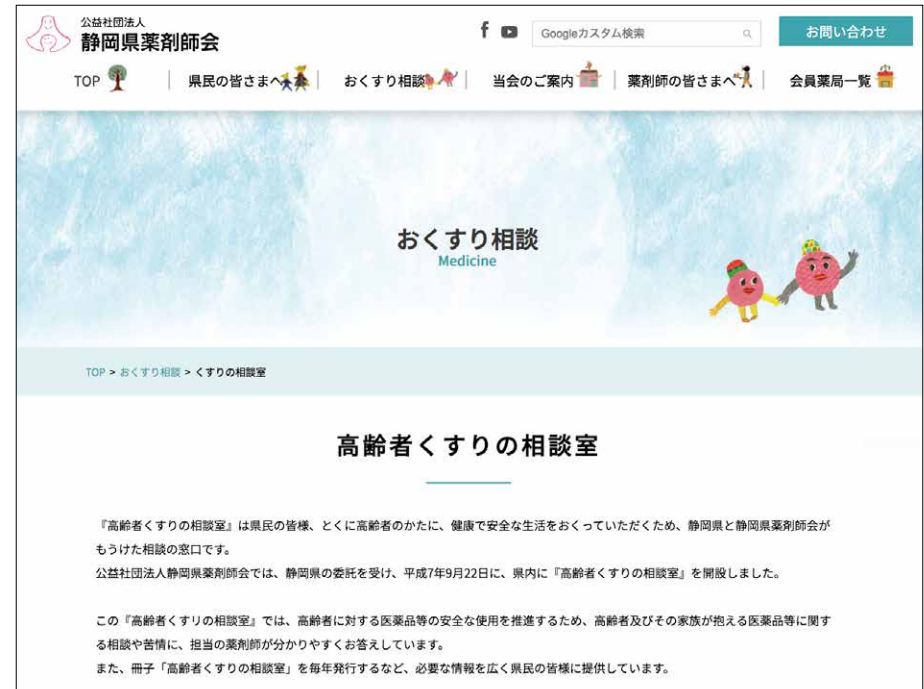 公益社団法人
静岡県薬剤師会
f
Googleカスタム検索
お問い合わせ
TOP
県民の皆さまへ
おくすり相談
当会のご案内
薬剤師の皆さまへ
会員薬局一覧
おくすり相談
Medicine
TOP > おくすり相談 > くすりの相談室
高齢者くすりの相談室
『高齢者くすりの相談室』は県民の皆様、とくに高齢者のかたに、健康で安全な生活をおくっていただくため、静岡県と静岡県薬剤師会が
もうけた相談の窓口です。
公益社団法人静岡県薬剤師会では、静岡県の委託を受け、平成7年9月22日に、県内に『高齢者くすりの相談室』を開設しました。
この『高齢者くすリの相談室』では、高齢者に対する医薬品等の安全な使用を推進するため、高齢者及びその家族が抱える医薬品等に関す
る相談や苦情に、担当の薬剤師が分かりやすくお答えしています。
また、冊子「高齢者くすりの相談室」を毎年発行するなど、必要な情報を広く県民の皆様に提供しています。